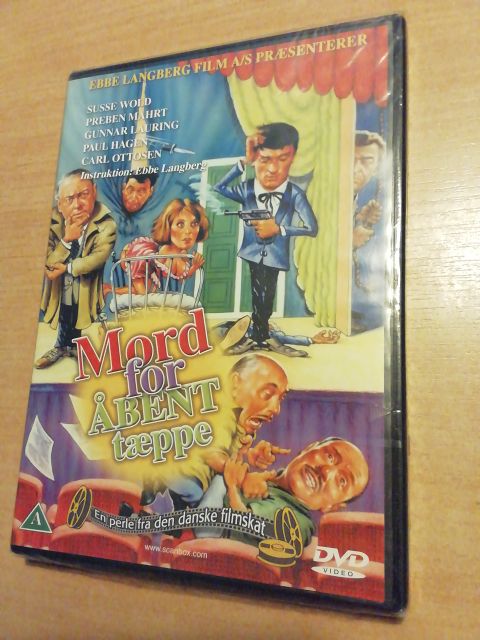 EBBE LANGBERG FILM A/S PRÆSENTERER
SUSSE WOLD
PREBEN MAHRT
GUNNAR LAURING
PAUL HAGEN
CARL OTTOSEN
Instruktion: Ebbe Langberg
Mord
for
ÅBENT
tæppe
En perle fra den danske filmskat
A
www.scanbox.com
DVD
VIDEO